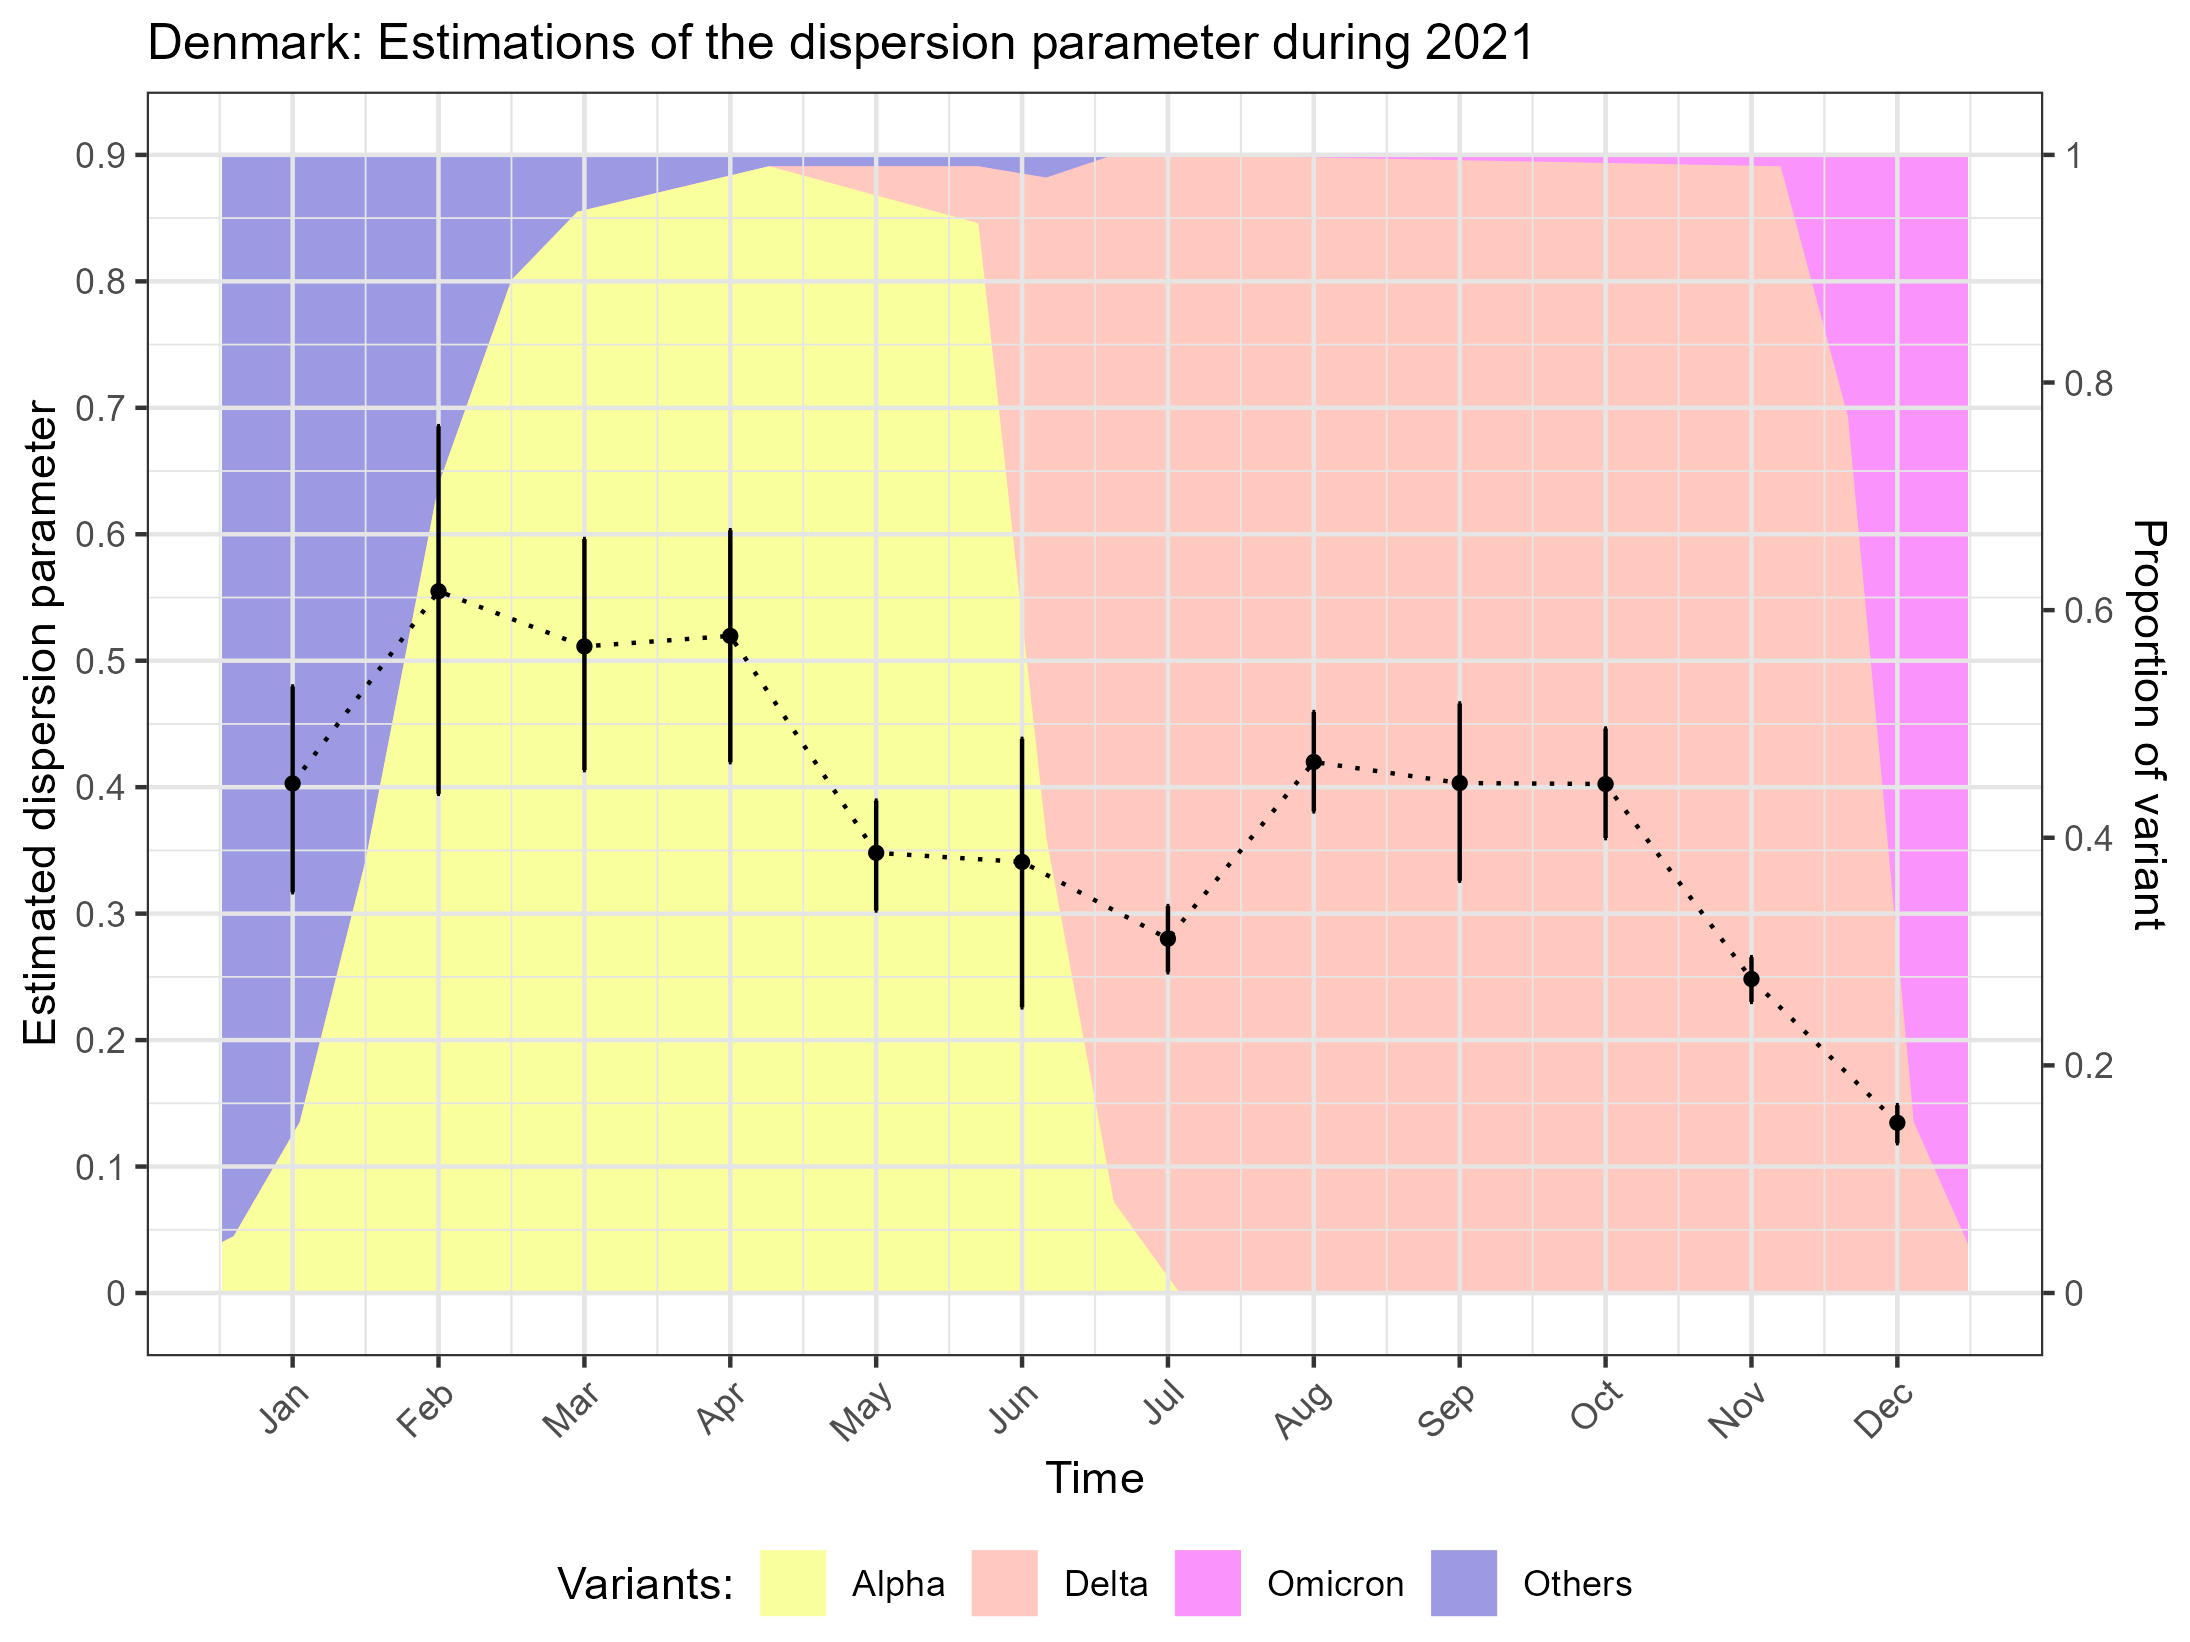 Denmark: Estimations of the dispersion parameter during 2021
Estimated dispersion parameter
0.9
0.8
0.7
0.6
0.5
0.4
0.3
0.2
0.1
0
1
0.8
0.6
0.4
0.2
0
Proportion of variant
Jan Feb Mar Apr May Jun Jul Aug Sep Oct Nov Dec
Time
Variants: Alpha Delta Omicron Others